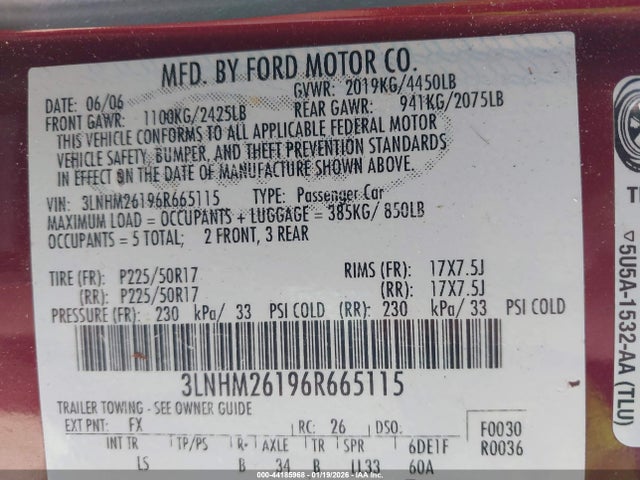 MFD. BY FORD MOTOR CO.
DATE: 06/06 GVWR: 2019KG/4450LB
FRONT GAWR: 1100KG/2425LB REAR GAWR: 941KG/2075LB
THIS VEHICLE CONFORMS TO ALL APPLICABLE FEDERAL MOTOR
VEHICLE SAFETY, BUMPER, AND THEFT PREVENTION STANDARDS
IN EFFECT ON THE DATE OF MANUFACTURE SHOWN ABOVE.
VIN: 3LNHM26196R665115 TYPE: Passenger Car
MAXIMUM LOAD = OCCUPANTS + LUGGAGE = 385KG/ 850LB
OCCUPANTS = 5 TOTAL; 2 FRONT, 3 REAR
TIRE (FR): P225/50R17 RIMS (FR): 17X7.5J
(RR): P225/50R17 (RR): 17X7.5J
PRESSURE (FR): 230 kPa/ 33 PSI COLD (RR): 230 kPa/ 33 PSI COLD
3LNHM26196R665115
TRAILER TOWING - SEE OWNER GUIDE
EXT PNT: FX RC: 26 DSO: F0030
INT TR TP/PS R- AXLE TR SPR 6DE1F R0036
LS B 34 B LL33 60A
▽5U5A-1532-AA (TLU)
000-44185968 - 01/19/2026 - IAA Holdings, LLC